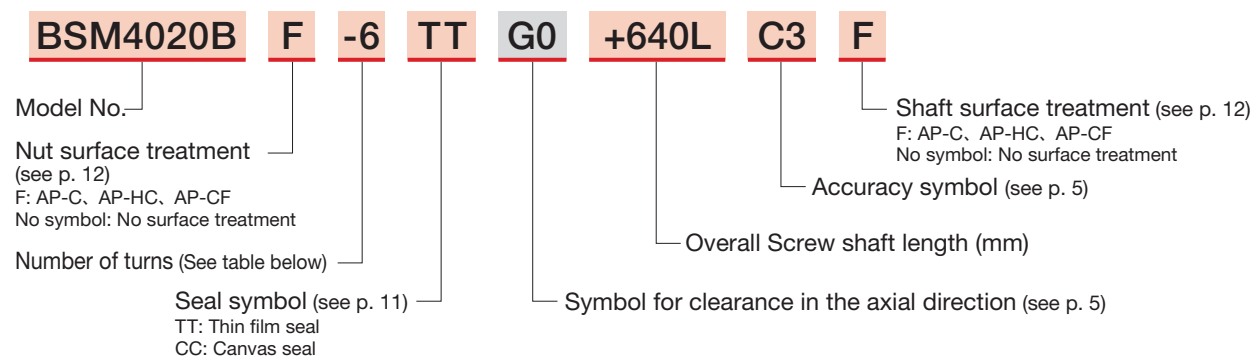 BSM4020B F -6 TT G0 +640L C3 F
Model No.
Nut surface treatment
(see p. 12)
F: AP-C、AP-HC、AP-CF
No symbol: No surface treatment
Number of turns (See table below)
Seal symbol (see p. 11)
TT: Thin film seal
CC: Canvas seal
Symbol for clearance in the axial direction (see p. 5)
Overall Screw shaft length (mm)
Accuracy symbol (see p. 5)
Shaft surface treatment (see p. 12)
F: AP-C、AP-HC、AP-CF
No symbol: No surface treatment